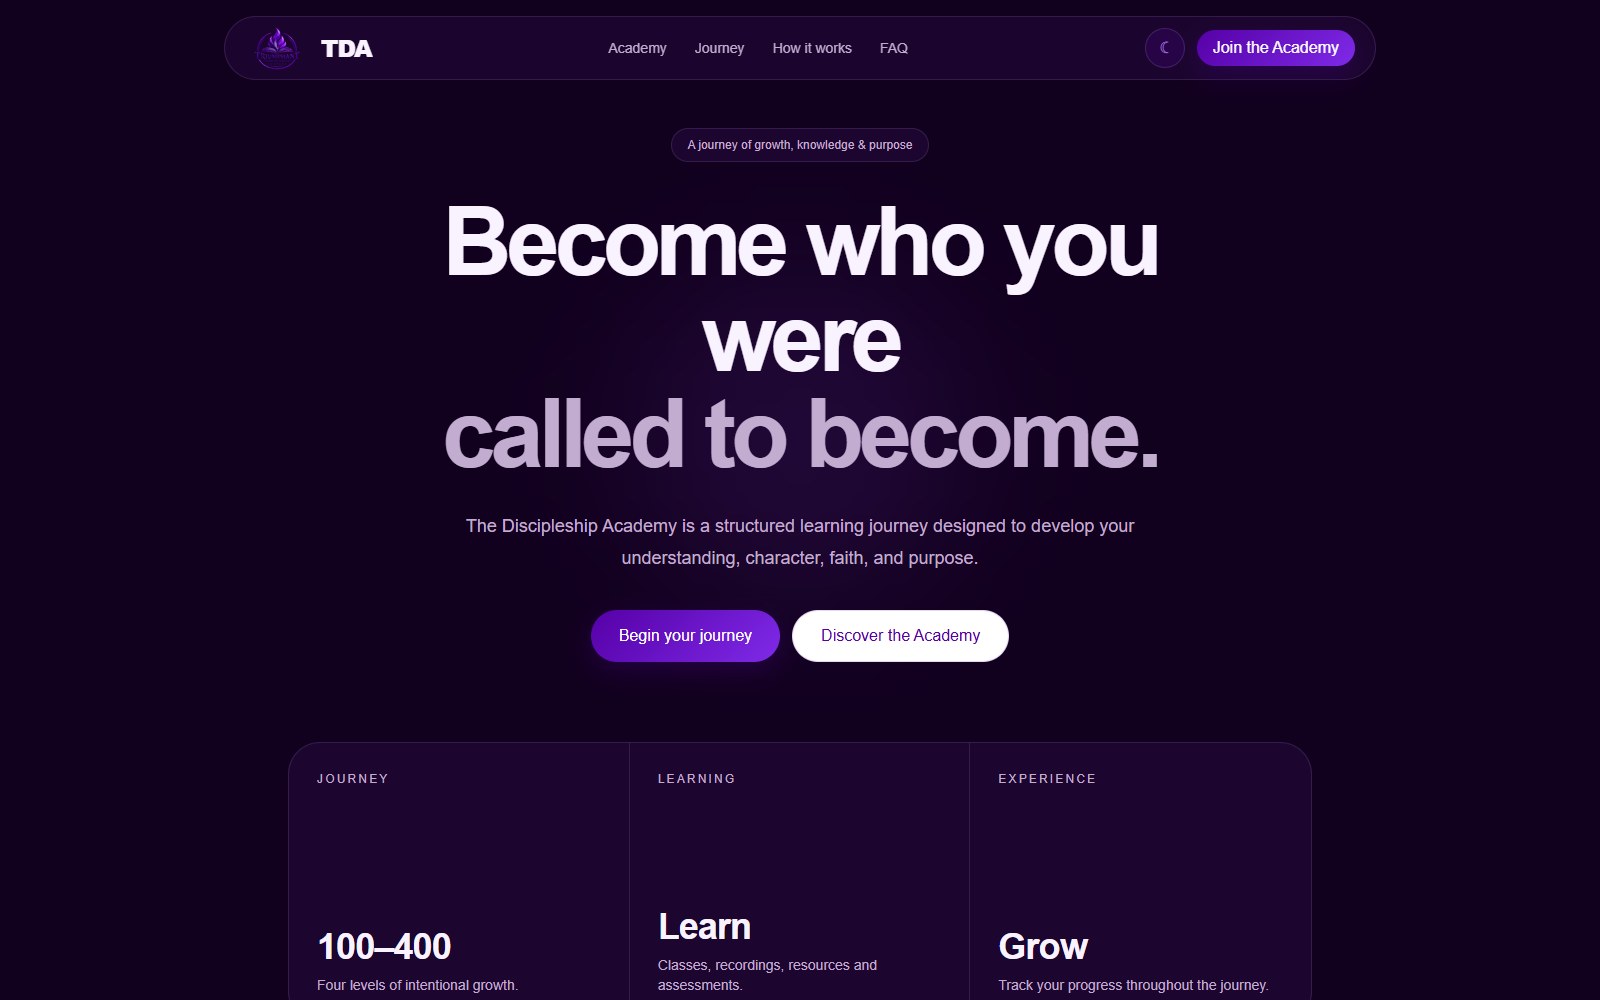 TDA
Academy
Journey
How it works
FAQ
Join the Academy
A journey of growth, knowledge & purpose
Become who you
were
called to become.
The Discipleship Academy is a structured learning journey designed to develop your
understanding, character, faith, and purpose.
Begin your journey
Discover the Academy
JOURNEY
100–400
Four levels of intentional growth.
LEARNING
Learn
Classes, recordings, resources and
assessments.
EXPERIENCE
Grow
Track your progress throughout the journey.